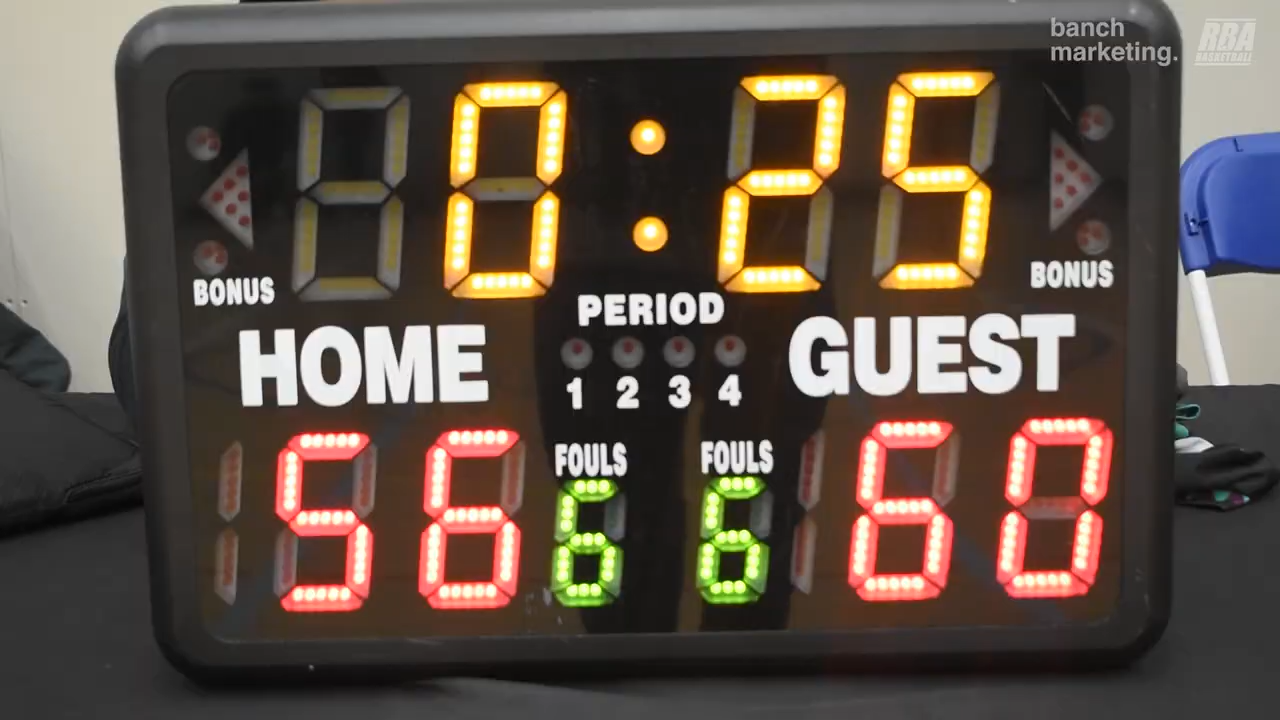 banch
marketing.
RBA
BASKETBALL
0:25
BONUS
BONUS
PERIOD
HOME
GUEST
1 2 3 4
FOULS
FOULS
56
6
6
60